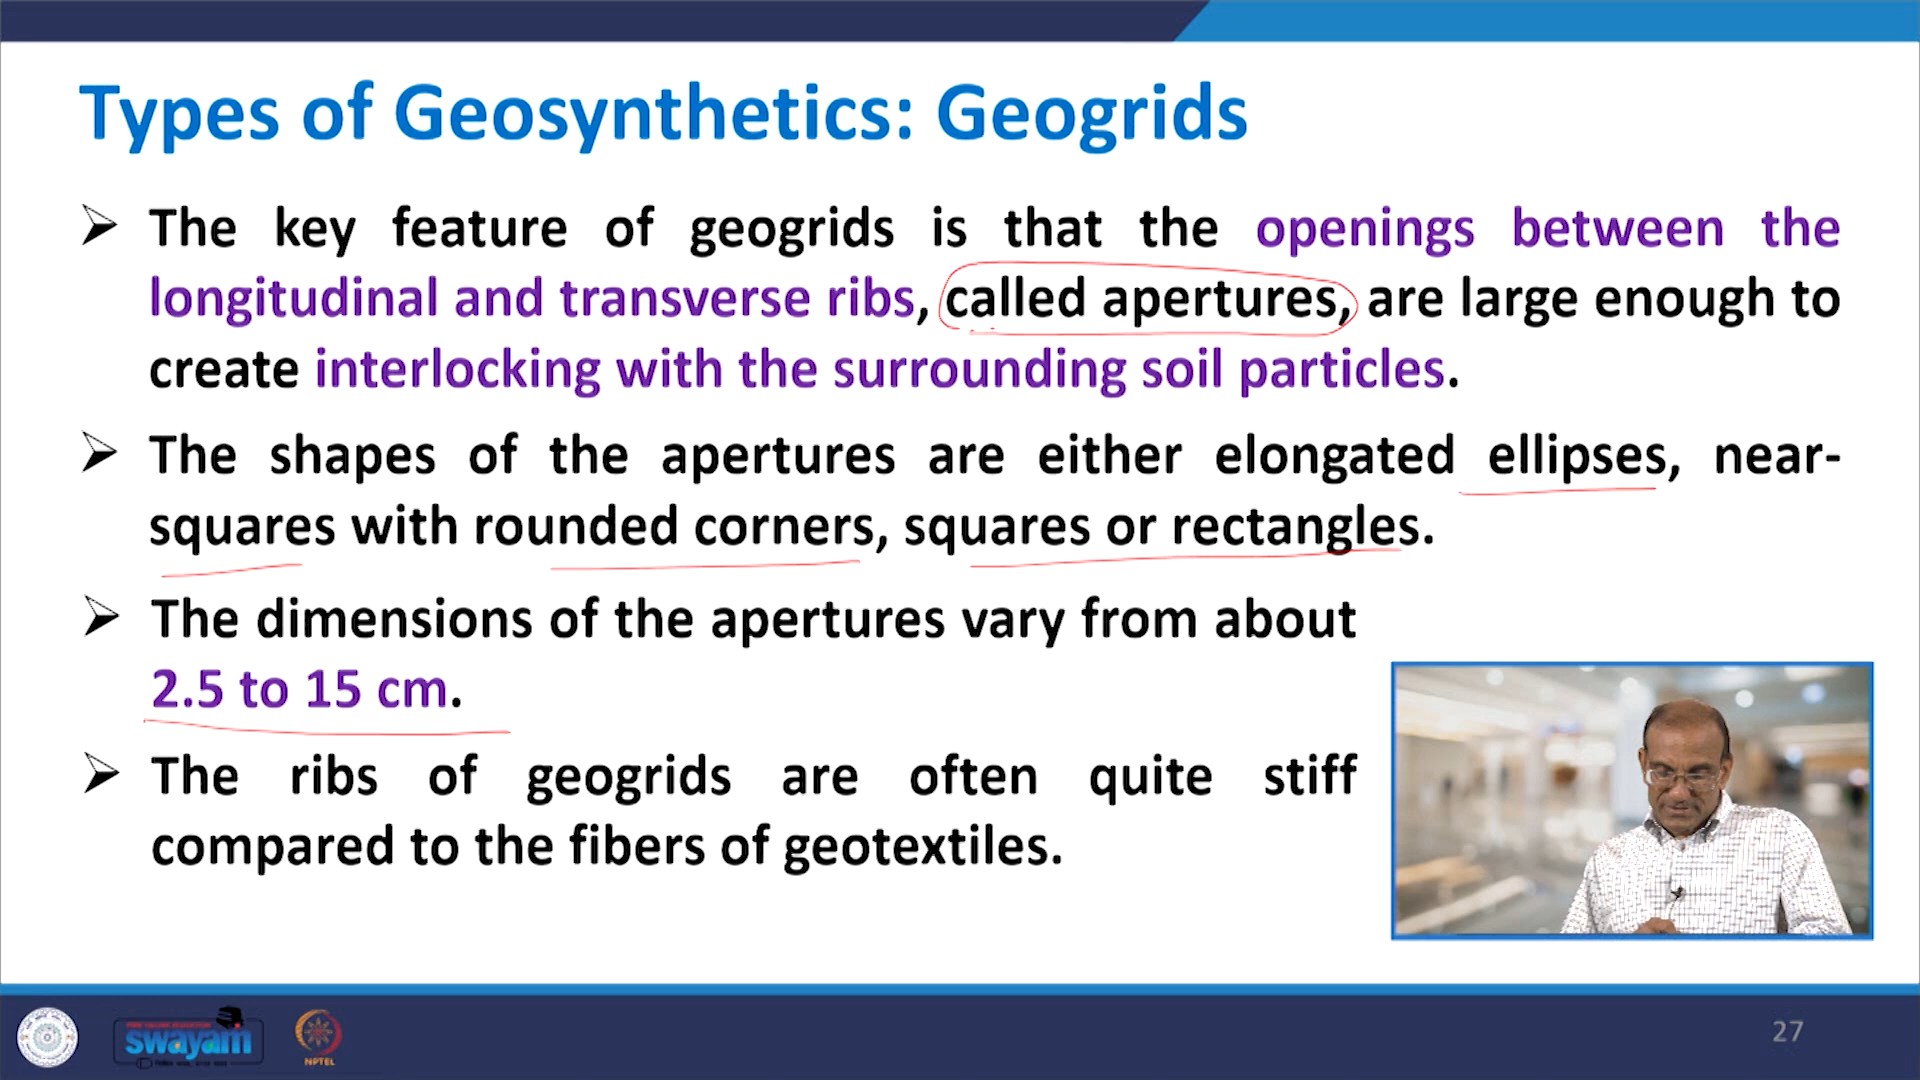 Types of Geosynthetics: Geogrids
➢ The key feature of geogrids is that the openings between the
longitudinal and transverse ribs, called apertures, are large enough to
create interlocking with the surrounding soil particles.
➢ The shapes of the apertures are either elongated ellipses, near-
squares with rounded corners, squares or rectangles.
➢ The dimensions of the apertures vary from about
2.5 to 15 cm.
➢ The ribs of geogrids are often quite stiff
compared to the fibers of geotextiles.
swayam
NPTEL
27